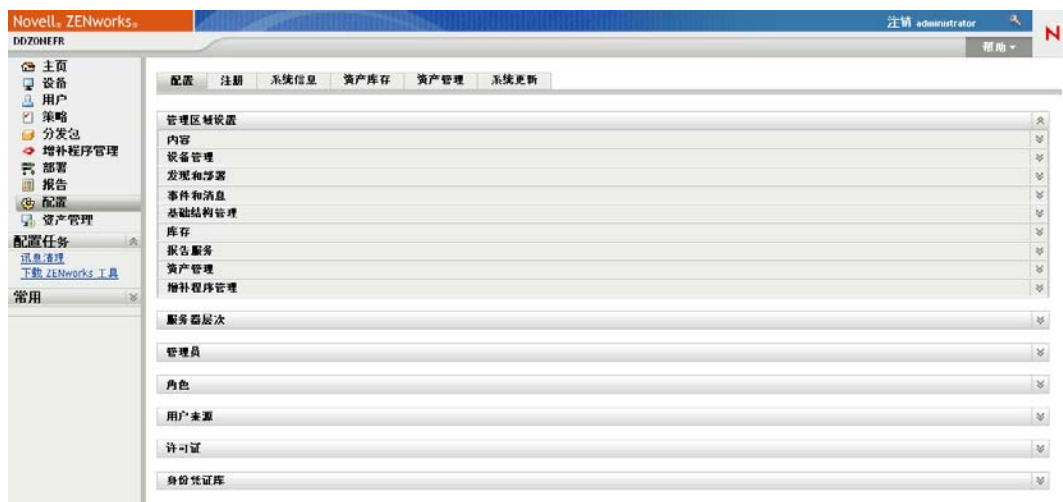 Novell® ZENworks®
注销 administrator
N
DDZONEFR
帮助
主页
设备
用户
策略
分发包
增补程序管理
部署
报告
配置
资产管理
配置任务
讯息清理
下载 ZENworks 工具
常用
配置 注册 系统信息 资产库存 资产管理 系统更新
管理区域设置
内容
设备管理
发现和部署
事件和消息
基础结构管理
库存
报告服务
资产管理
增补程序管理
服务器层次
管理员
角色
用户来源
许可证
身份凭证库